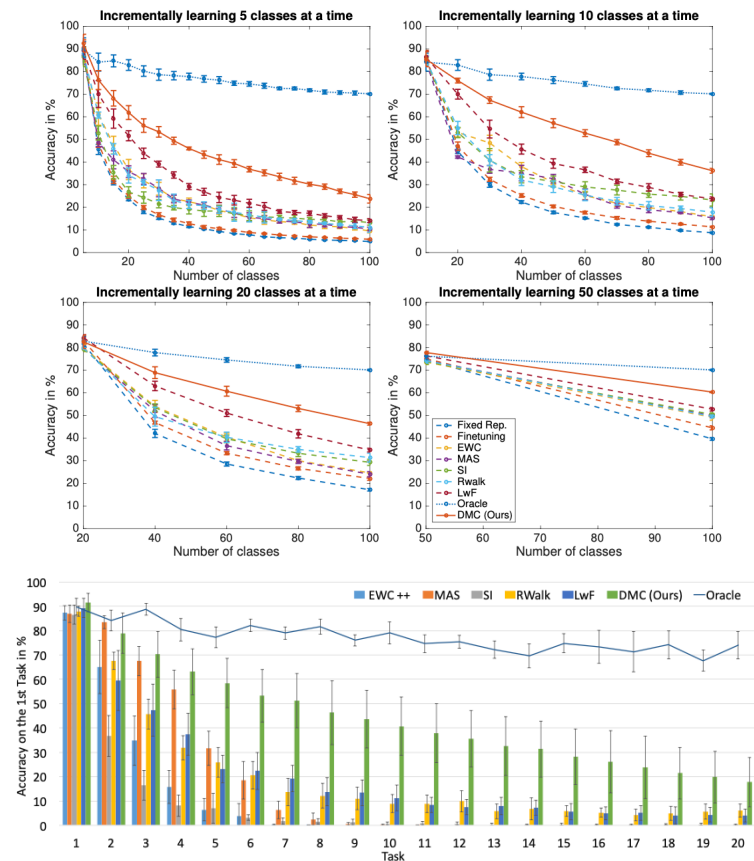 Incrementally learning 5 classes at a time
100
90
80
70
60
50
40
30
20
10
0
Accuracy in %
20 40 60 80 100
Number of classes
Incrementally learning 10 classes at a time
100
90
80
70
60
50
40
30
20
10
0
Accuracy in %
20 40 60 80 100
Number of classes
Incrementally learning 20 classes at a time
100
90
80
70
60
50
40
30
20
10
0
Accuracy in %
20 40 60 80 100
Number of classes
Incrementally learning 50 classes at a time
100
90
80
70
60
50
40
30
20
10
0
Accuracy in %
Fixed Rep.
Finetuning
EWC
MAS
SI
Rwalk
LwF
Oracle
DMC (Ours)
50 60 70 80 90 100
Number of classes
EWC ++ MAS SI RWalk LwF DMC (Ours) Oracle
100
90
80
70
60
50
40
30
20
10
0
Accuracy on the 1st Task in %
1 2 3 4 5 6 7 8 9 10 11 12 13 14 15 16 17 18 19 20
Task